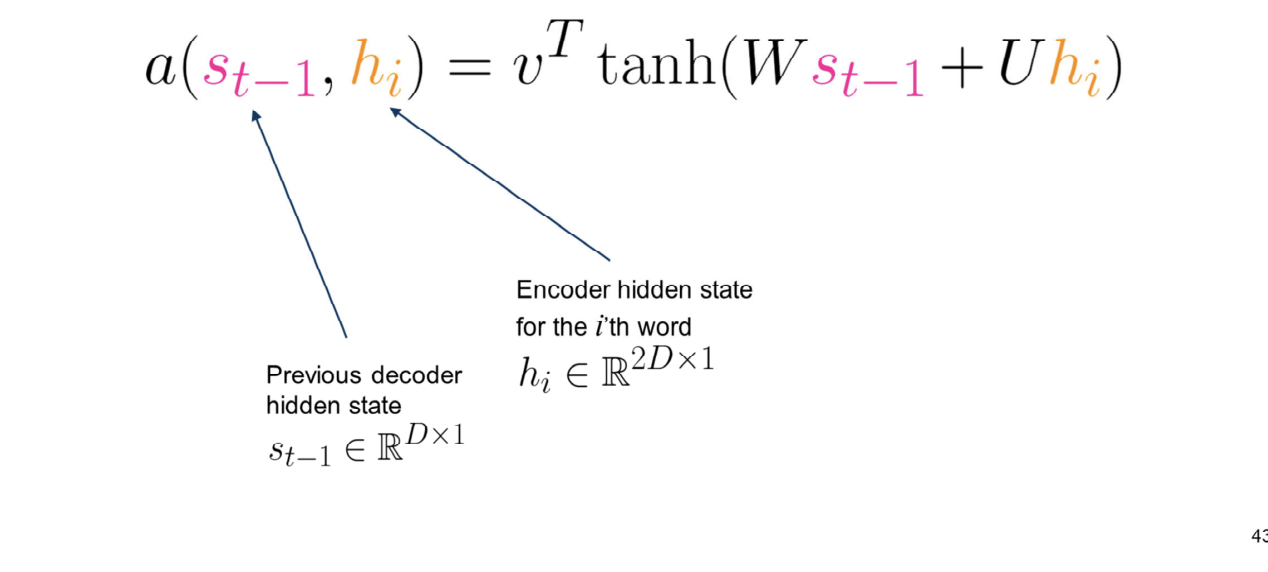 a(s_{t−1}, h_i) = v^T tanh(W s_{t−1} + U h_i)
Encoder hidden state
for the i'th word
h_i ∈ ℝ^{2D×1}
Previous decoder
hidden state
s_{t−1} ∈ ℝ^{D×1}
43